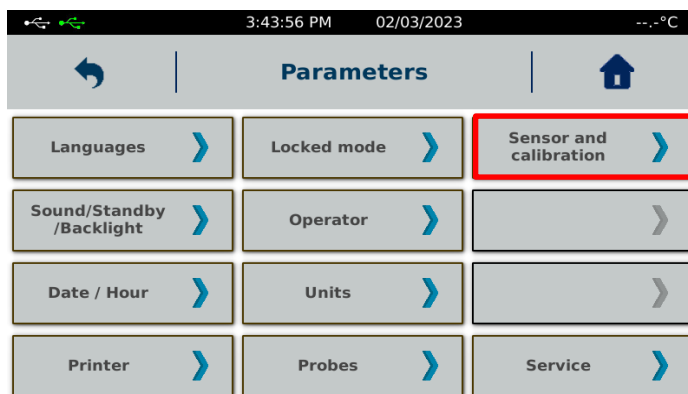 3:43:56 PM 02/03/2023 --.-°C
Parameters
Languages
Locked mode
Sensor and
calibration
Sound/Standby
/Backlight
Operator
Date / Hour
Units
Printer
Probes
Service